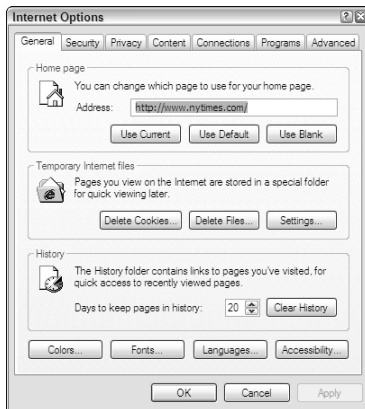 Internet Options
General Security Privacy Content Connections Programs Advanced
Home page
You can change which page to use for your home page.
Address: http://www.nytimes.com/
Use Current Use Default Use Blank
Temporary Internet files
Pages you view on the Internet are stored in a special folder
for quick viewing later.
Delete Cookies... Delete Files... Settings...
History
The History folder contains links to pages you've visited, for
quick access to recently viewed pages.
Days to keep pages in history: 20 Clear History
Colors... Fonts... Languages... Accessibility...
OK Cancel Apply